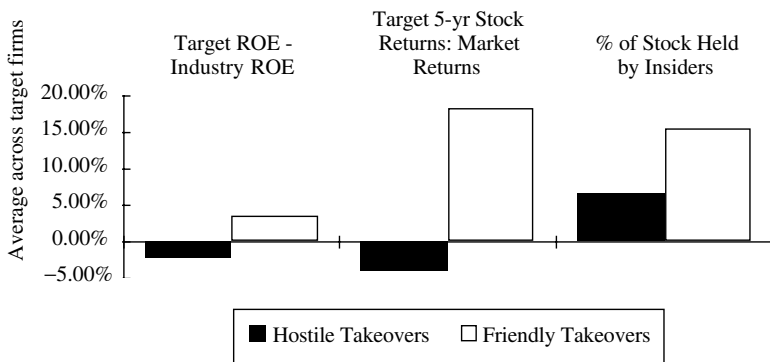 Target ROE -
Industry ROE
Target 5-yr Stock
Returns: Market
Returns
% of Stock Held
by Insiders
Average across target firms
20.00%
15.00%
10.00%
5.00%
0.00%
−5.00%
Hostile Takeovers
Friendly Takeovers